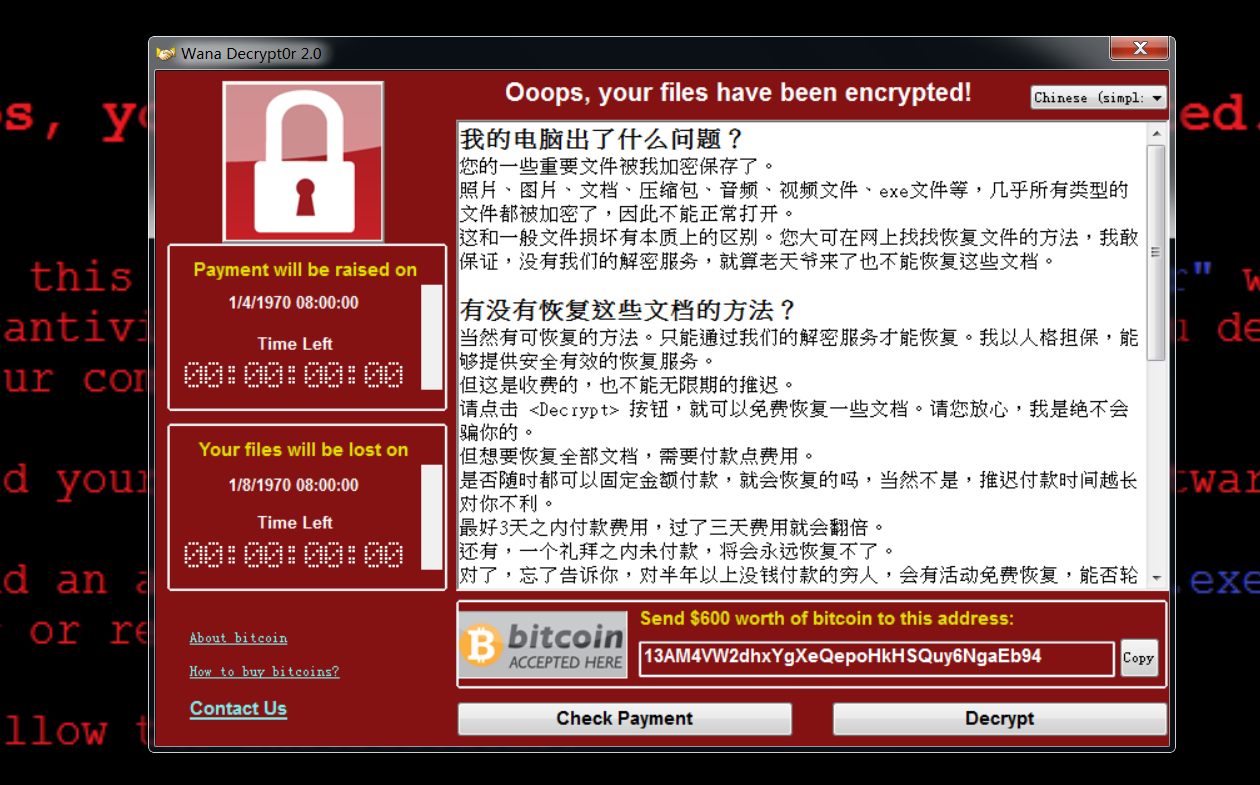 Wana Decrypt0r 2.0
Ooops, your files have been encrypted!
Chinese (simpl:
我的电脑出了什么问题？
您的一些重要文件被我加密保存了。
照片、图片、文档、压缩包、音频、视频文件、exe文件等，几乎所有类型的
文件都被加密了，因此不能正常打开。
这和一般文件损坏有本质上的区别。您大可在网上找找恢复文件的方法，我敢
保证，没有我们的解密服务，就算老天爷来了也不能恢复这些文档。
有没有恢复这些文档的方法？
当然有可恢复的方法。只能通过我们的解密服务才能恢复。我以人格担保，能
够提供安全有效的恢复服务。
但这是收费的，也不能无限期的推迟。
请点击 <Decrypt> 按钮，就可以免费恢复一些文档。请您放心，我是绝不会
骗你的。
但想要恢复全部文档，需要付款点费用。
是否随时都可以固定金额付款，就会恢复的吗，当然不是，推迟付款时间越长
对你不利。
最好3天之内付款费用，过了三天费用就会翻倍。
还有，一个礼拜之内未付款，将会永远恢复不了。
对了，忘了告诉你，对半年以上没钱付款的穷人，会有活动免费恢复，能否轮
Payment will be raised on
1/4/1970 08:00:00
Time Left
00:00:00:00
Your files will be lost on
1/8/1970 08:00:00
Time Left
00:00:00:00
About bitcoin
How to buy bitcoins?
Contact Us
bitcoin
ACCEPTED HERE
Send $600 worth of bitcoin to this address:
13AM4VW2dhxYgXeQepoHkHSQuy6NgaEb94
Copy
Check Payment
Decrypt
s, yo
ed.
this
r" w
antivi
u de
ur com
d your
twar
d an a
.exe
or re
llow t